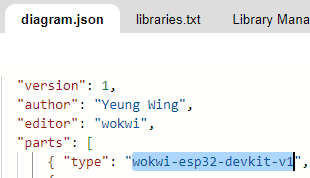 diagram.json libraries.txt Library Mana
"version": 1,
"author": "Yeung Wing",
"editor": "wokwi",
"parts": [
{ "type": "wokwi-esp32-devkit-v1",